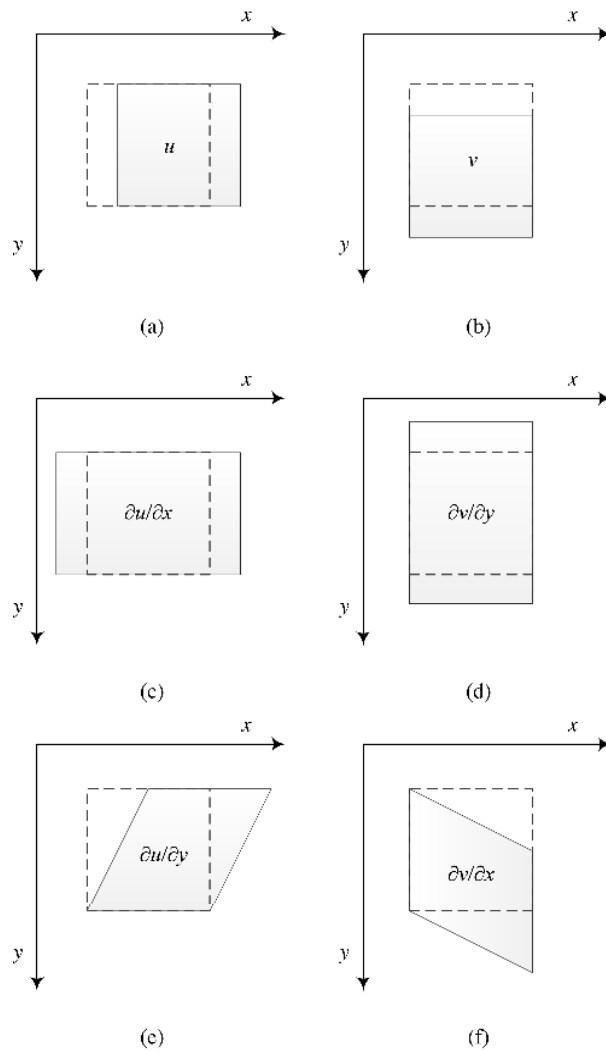 x x
u v
y y
(a) (b)
x x
∂u/∂x ∂v/∂y
y y
(c) (d)
x x
∂u/∂y ∂v/∂x
y y
(e) (f)